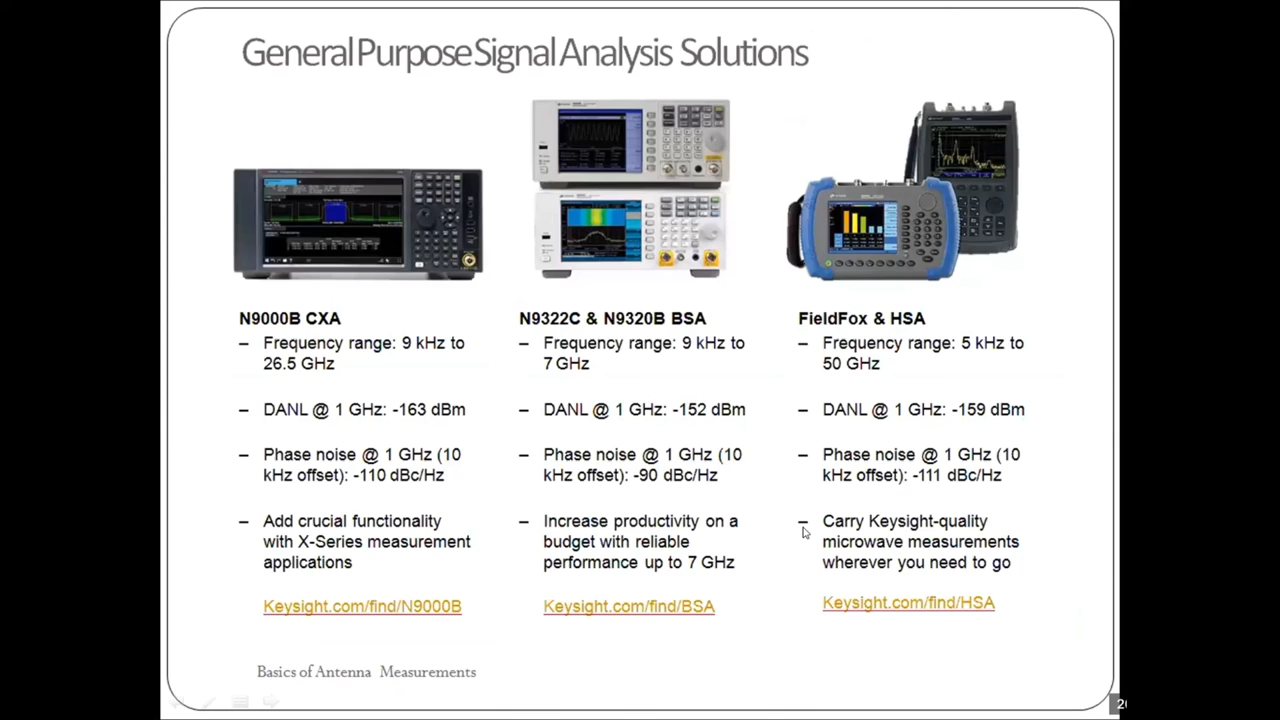 General Purpose Signal Analysis Solutions
N9000B CXA
– Frequency range: 9 kHz to
26.5 GHz
– DANL @ 1 GHz: -163 dBm
– Phase noise @ 1 GHz (10
kHz offset): -110 dBc/Hz
– Add crucial functionality
with X-Series measurement
applications
Keysight.com/find/N9000B
N9322C & N9320B BSA
– Frequency range: 9 kHz to
7 GHz
– DANL @ 1 GHz: -152 dBm
– Phase noise @ 1 GHz (10
kHz offset): -90 dBc/Hz
– Increase productivity on a
budget with reliable
performance up to 7 GHz
Keysight.com/find/BSA
FieldFox & HSA
– Frequency range: 5 kHz to
50 GHz
– DANL @ 1 GHz: -159 dBm
– Phase noise @ 1 GHz (10
kHz offset): -111 dBc/Hz
– Carry Keysight-quality
microwave measurements
wherever you need to go
Keysight.com/find/HSA
Basics of Antenna Measurements